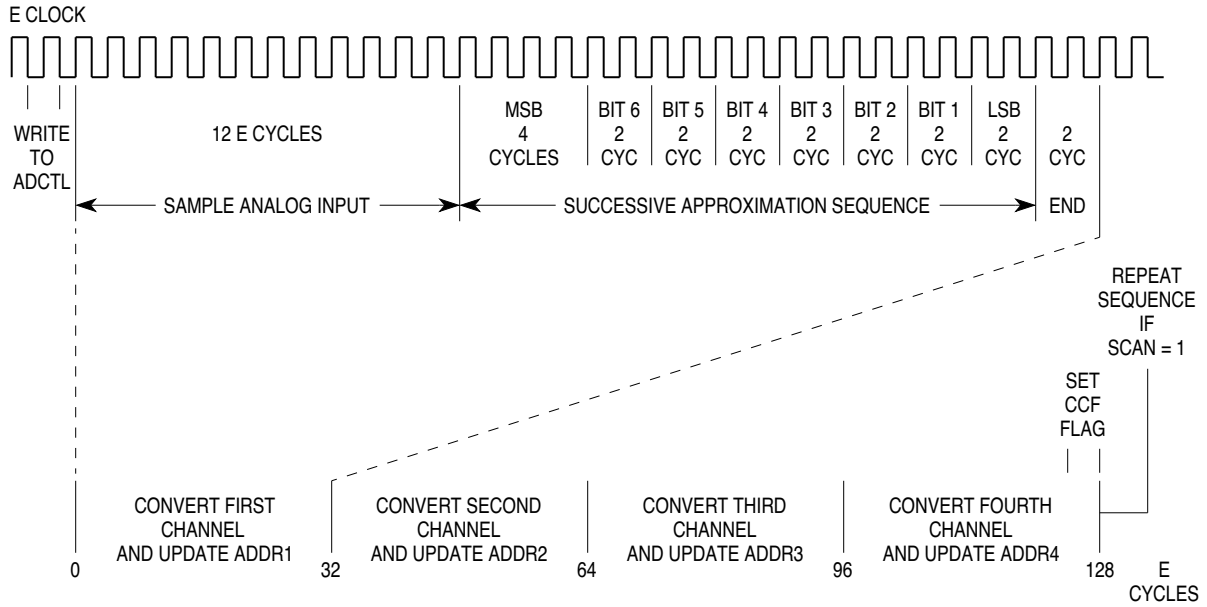 E CLOCK
WRITE
TO
ADCTL
12 E CYCLES
MSB
4
CYCLES
BIT 6
2
CYC
BIT 5
2
CYC
BIT 4
2
CYC
BIT 3
2
CYC
BIT 2
2
CYC
BIT 1
2
CYC
LSB
2
CYC
2
CYC
SAMPLE ANALOG INPUT
SUCCESSIVE APPROXIMATION SEQUENCE
END
REPEAT
SEQUENCE
IF
SCAN = 1
SET
CCF
FLAG
CONVERT FIRST
CHANNEL
AND UPDATE ADDR1
CONVERT SECOND
CHANNEL
AND UPDATE ADDR2
CONVERT THIRD
CHANNEL
AND UPDATE ADDR3
CONVERT FOURTH
CHANNEL
AND UPDATE ADDR4
0
32
64
96
128
E
CYCLES